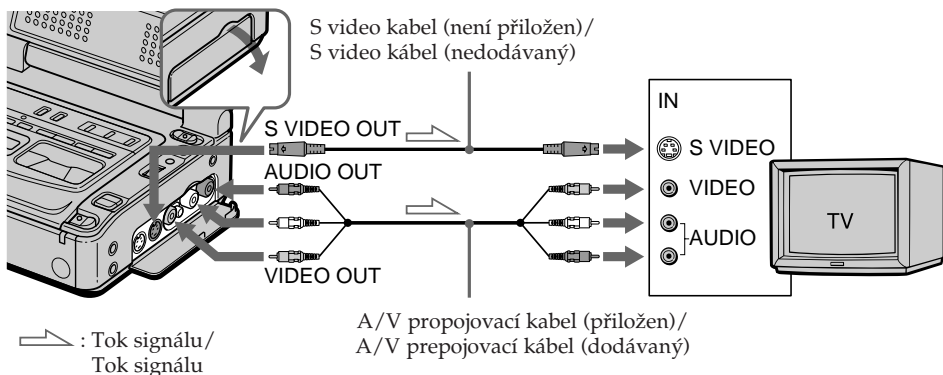 S video kabel (není přiložen)/
S video kábel (nedodávaný)
IN
S VIDEO OUT
S VIDEO
AUDIO OUT
VIDEO
TV
AUDIO
VIDEO OUT
A/V propojovací kabel (přiložen)/
A/V prepojovací kábel (dodávaný)
: Tok signálu/
Tok signálu